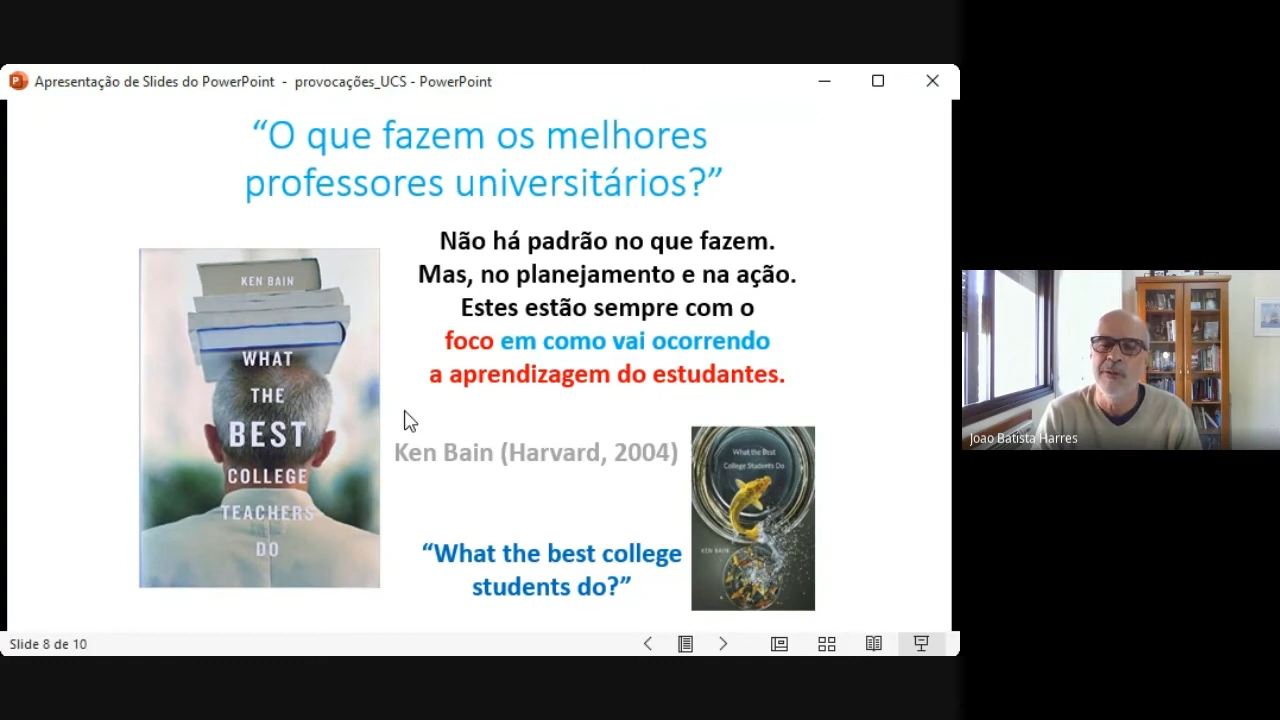 Apresentação de Slides do PowerPoint - provocações_UCS - PowerPoint
“O que fazem os melhores
professores universitários?”
Não há padrão no que fazem.
Mas, no planejamento e na ação.
Estes estão sempre com o
foco em como vai ocorrendo
a aprendizagem do estudantes.
KEN BAIN
WHAT
THE
BEST
COLLEGE
TEACHERS
DO
Ken Bain (Harvard, 2004)
What the Best
College Students Do
KEN BAIN
“What the best college
students do?”
Joao Batista Harres
Slide 8 de 10